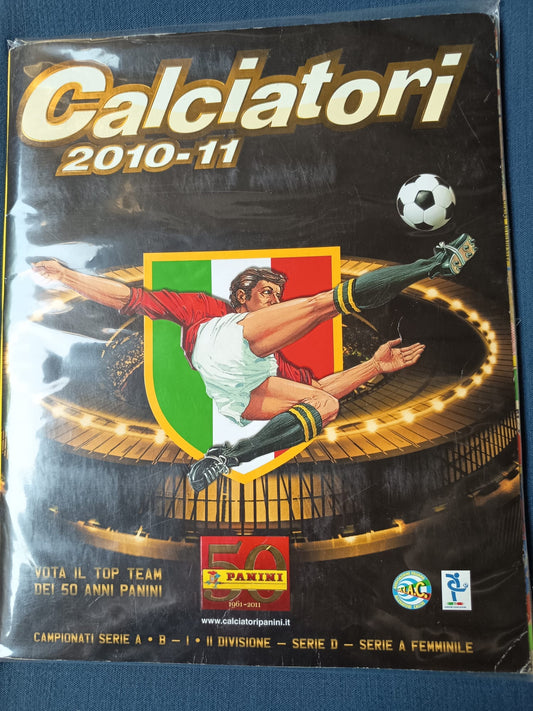 Calciatori
2010-11
VOTA IL TOP TEAM
DEI 50 ANNI PANINI
50
PANINI
1961-2011
www.calciatoripanini.it
CAMPIONATI SERIE A • B – I • II DIVISIONE – SERIE D – SERIE A FEMMINILE